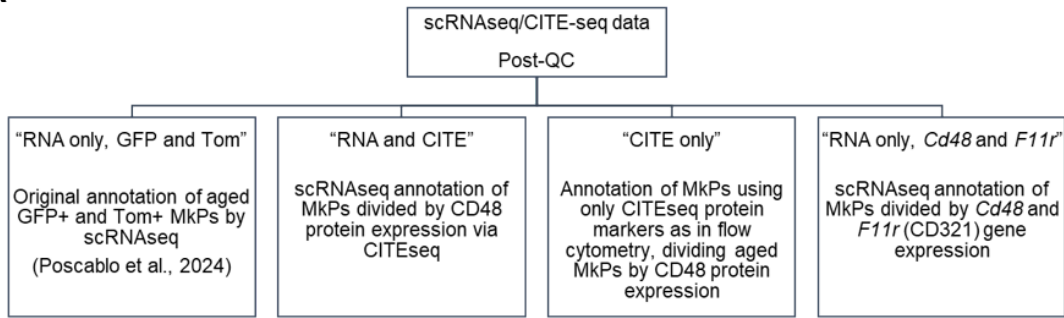 scRNAseq/CITE-seq data
Post-QC
“RNA only, GFP and Tom”
Original annotation of aged
GFP+ and Tom+ MkPs by
scRNAseq
(Poscablo et al., 2024)
“RNA and CITE”
scRNAseq annotation of
MkPs divided by CD48
protein expression via
CITEseq
“CITE only”
Annotation of MkPs using
only CITEseq protein
markers as in flow
cytometry, dividing aged
MkPs by CD48 protein
expression
“RNA only, Cd48 and F11r”
scRNAseq annotation of
MkPs divided by Cd48 and
F11r (CD321) gene
expression